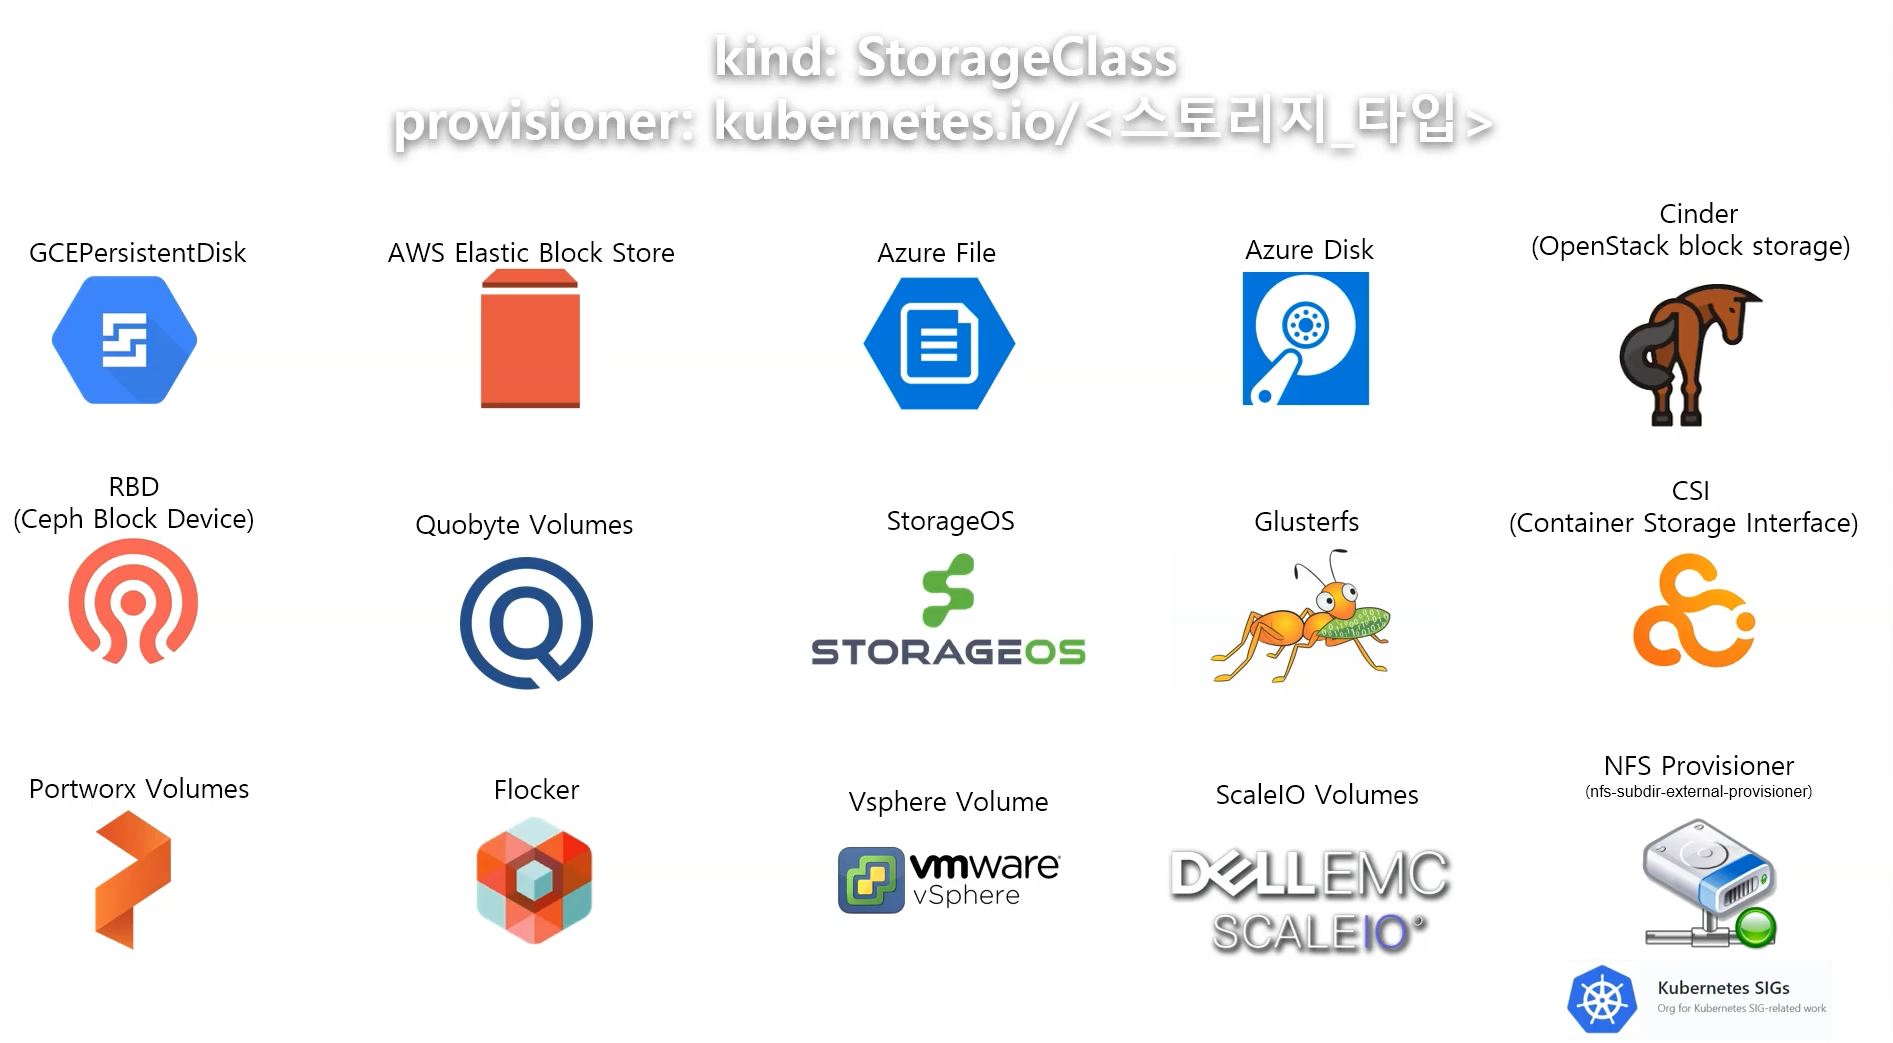 kind: StorageClass
provisioner: kubernetes.io/<스토리지_타입>
GCEPersistentDisk
AWS Elastic Block Store
Azure File
Azure Disk
Cinder
(OpenStack block storage)
RBD
(Ceph Block Device)
Quobyte Volumes
StorageOS
STORAGEOS
Glusterfs
CSI
(Container Storage Interface)
Portworx Volumes
Flocker
Vsphere Volume
vmware
vSphere
ScaleIO Volumes
DELLEMC
SCALEIO
NFS Provisioner
(nfs-subdir-external-provisioner)
Kubernetes SIGs
Org for Kubernetes SIG-related work